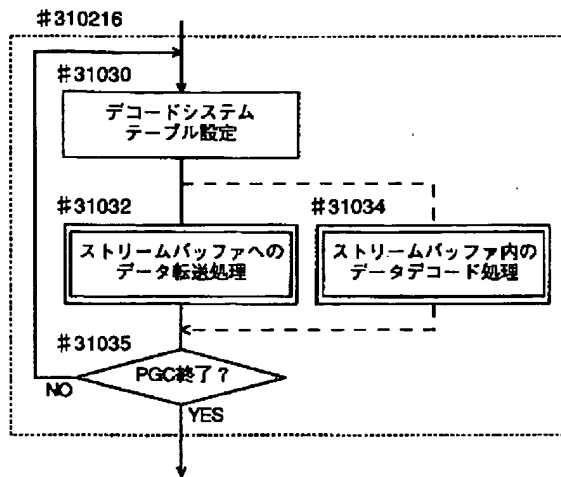 #310216
#31030
デコードシステム
テーブル設定
#31032
#31034
ストリームバッファへの
データ転送処理
ストリームバッファ内の
データデコード処理
#31035
PGC終了?
NO
YES